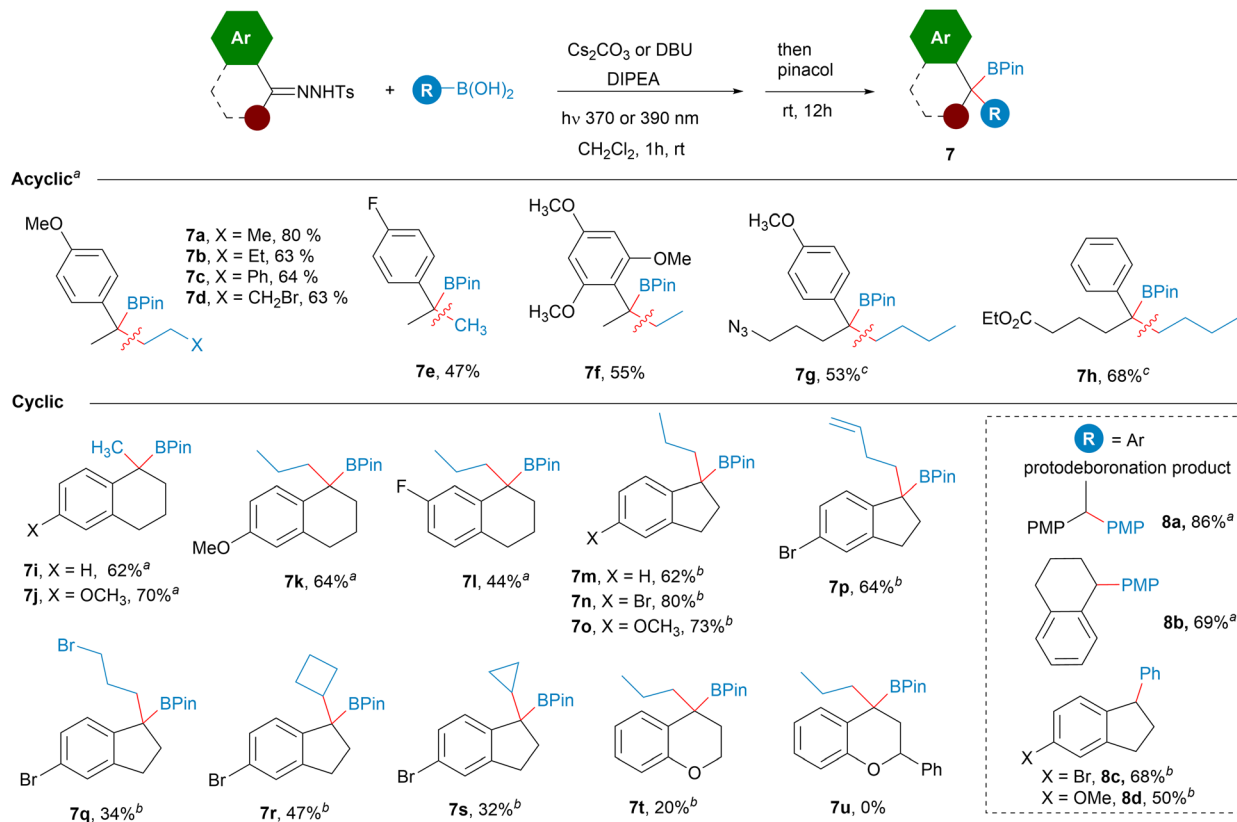 Ar
NNHTs
+
R
B(OH)2
Cs2CO3 or DBU
DIPEA
hν 370 or 390 nm
CH2Cl2, 1h, rt
then
pinacol
rt, 12h
Ar
BPin
R
7
Acyclic^a
MeO
BPin
X
7a, X = Me, 80 %
7b, X = Et, 63 %
7c, X = Ph, 64 %
7d, X = CH2Br, 63 %
F
BPin
CH3
7e, 47%
H3CO
OMe
H3CO
BPin
7f, 55%
H3CO
BPin
N3
7g, 53%^c
BPin
EtO2C
7h, 68%^c
Cyclic
H3C
BPin
X
7i, X = H, 62%^a
7j, X = OCH3, 70%^a
BPin
MeO
7k, 64%^a
F
BPin
7l, 44%^a
BPin
X
7m, X = H, 62%^b
7n, X = Br, 80%^b
7o, X = OCH3, 73%^b
BPin
Br
7p, 64%^b
Br
BPin
Br
7q, 34%^b
BPin
Br
7r, 47%^b
BPin
Br
7s, 32%^b
BPin
O
7t, 20%^b
BPin
O
Ph
7u, 0%
R = Ar
protodeboronation product
PMP
PMP
8a, 86%^a
PMP
8b, 69%^a
Ph
X
X = Br, 8c, 68%^b
X = OMe, 8d, 50%^b